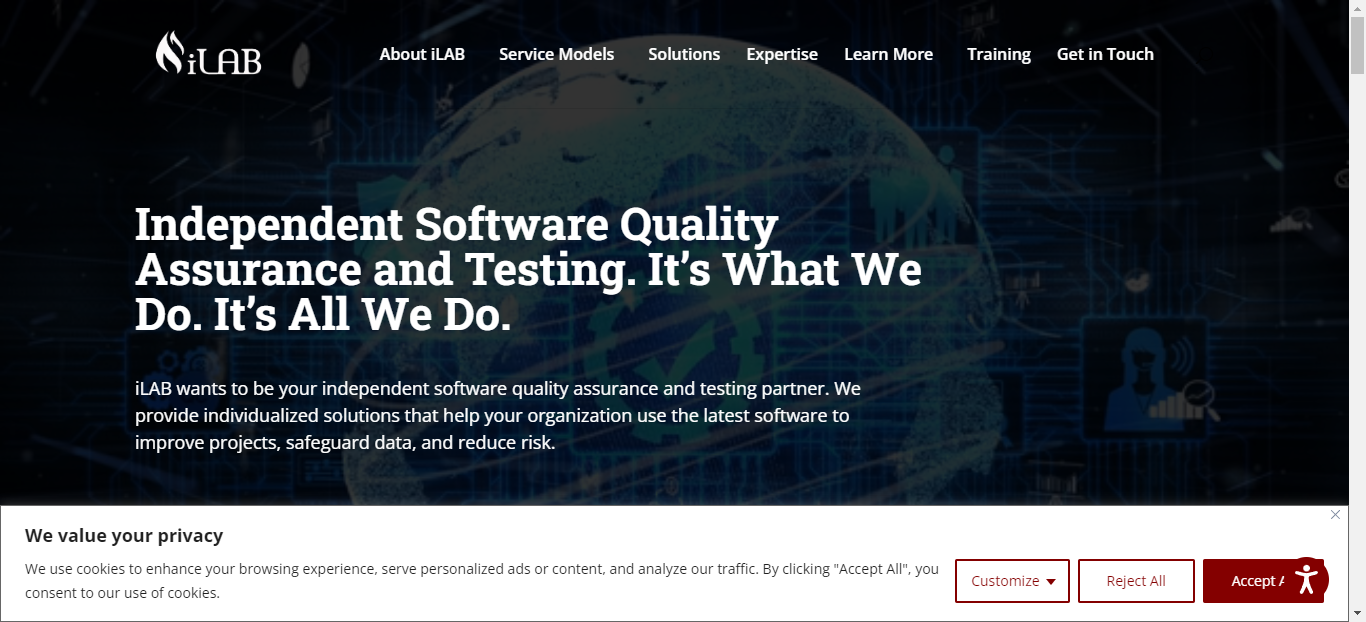 iLAB
About iLAB Service Models Solutions Expertise Learn More Training Get in Touch
Independent Software Quality
Assurance and Testing. It’s What We
Do. It’s All We Do.
iLAB wants to be your independent software quality assurance and testing partner. We
provide individualized solutions that help your organization use the latest software to
improve projects, safeguard data, and reduce risk.
We value your privacy
We use cookies to enhance your browsing experience, serve personalized ads or content, and analyze our traffic. By clicking "Accept All", you
consent to our use of cookies.
Customize Reject All Accept